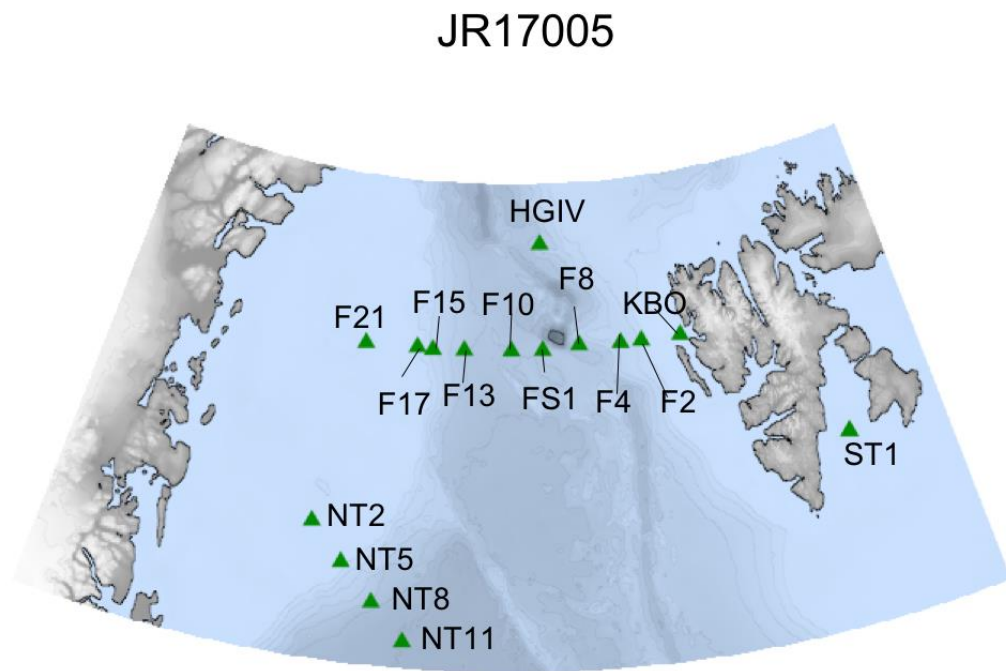 JR17005
HGIV
F8
KBO
F21
F15
F10
F17
F13
FS1
F4
F2
ST1
NT2
NT5
NT8
NT11